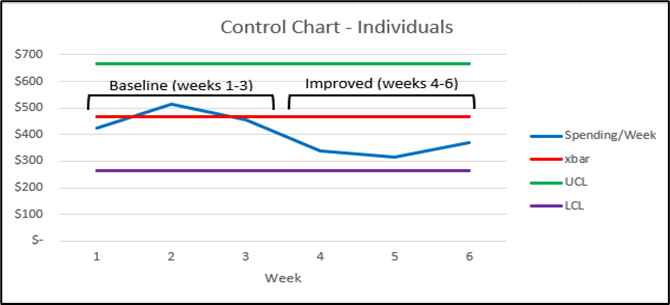 Control Chart - Individuals
$700
$600
$500
$400
$300
$200
$100
$-
Baseline (weeks 1-3)
Improved (weeks 4-6)
1 2 3 4 5 6
Week
Spending/Week
xbar
UCL
LCL